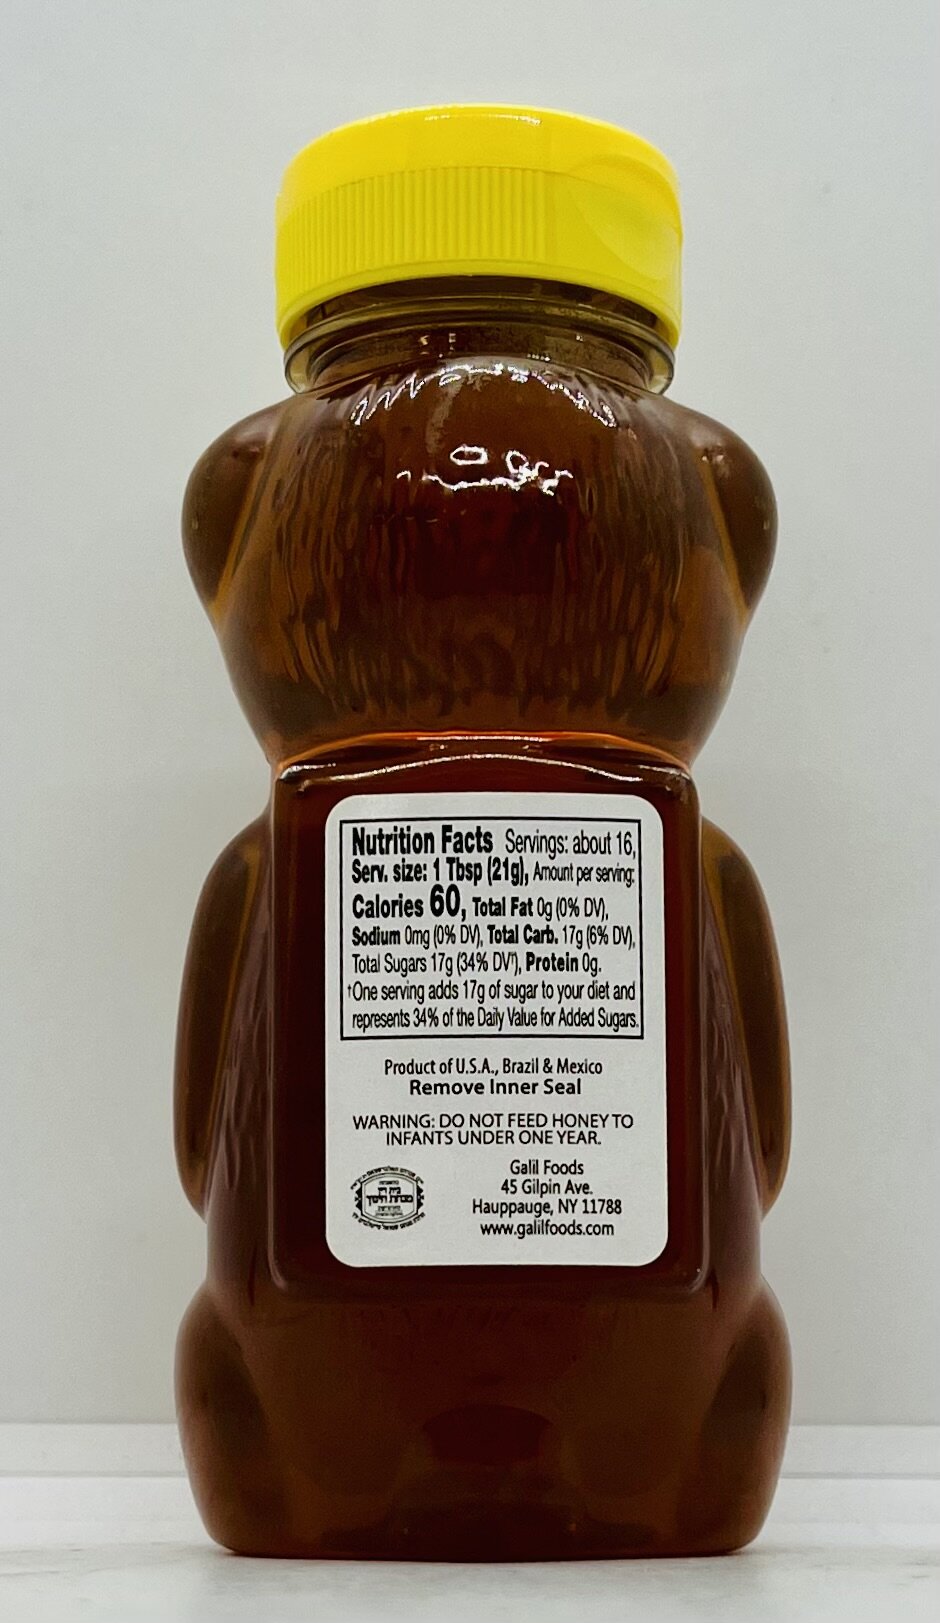 Nutrition Facts Servings: about 16,
Serv. size: 1 Tbsp (21g), Amount per serving:
Calories 60, Total Fat 0g (0% DV),
Sodium 0mg (0% DV), Total Carb. 17g (6% DV),
Total Sugars 17g (34% DV†), Protein 0g.
†One serving adds 17g of sugar to your diet and
represents 34% of the Daily Value for Added Sugars.
Product of U.S.A., Brazil & Mexico
Remove Inner Seal
WARNING: DO NOT FEED HONEY TO
INFANTS UNDER ONE YEAR.
בית דין
Galil Foods
45 Gilpin Ave.
Hauppauge, NY 11788
www.galilfoods.com